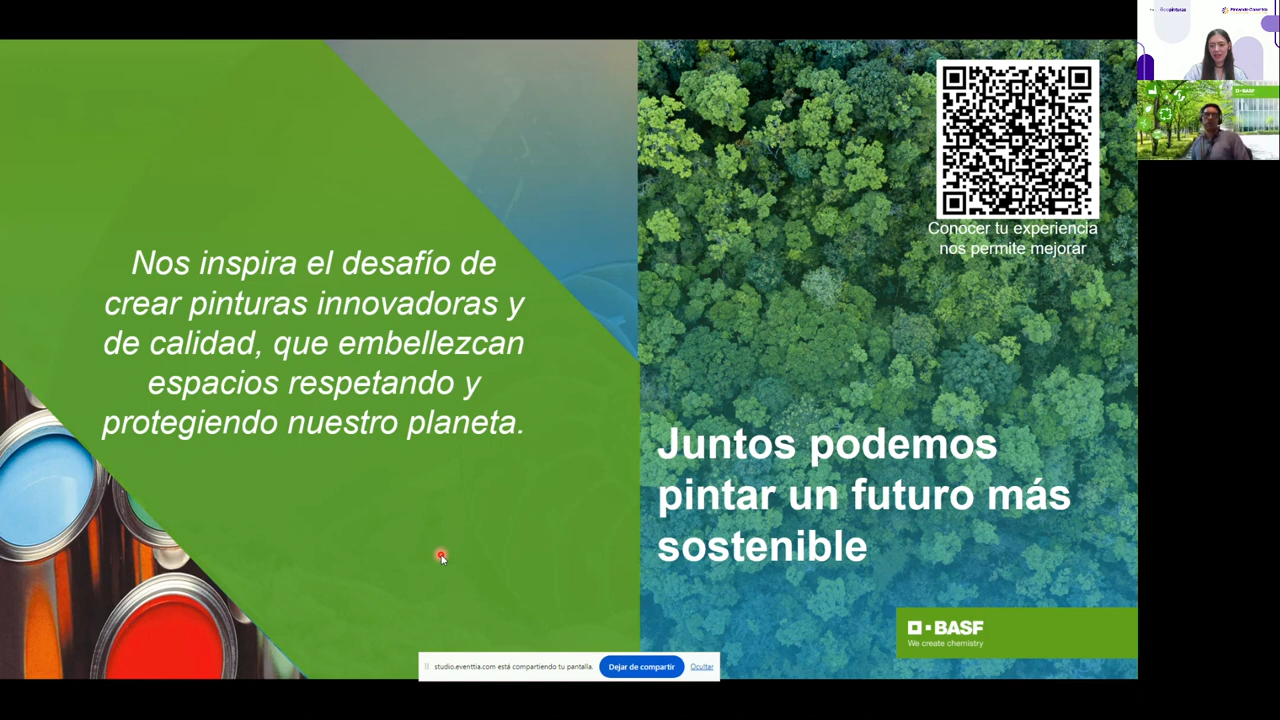 Nos inspira el desafío de
crear pinturas innovadoras y
de calidad, que embellezcan
espacios respetando y
protegiendo nuestro planeta.
Conocer tu experiencia
nos permite mejorar
Juntos podemos
pintar un futuro más
sostenible
BASF
We create chemistry
studio.eventtia.com está compartiendo tu pantalla.
Dejar de compartir
Ocultar
BASF